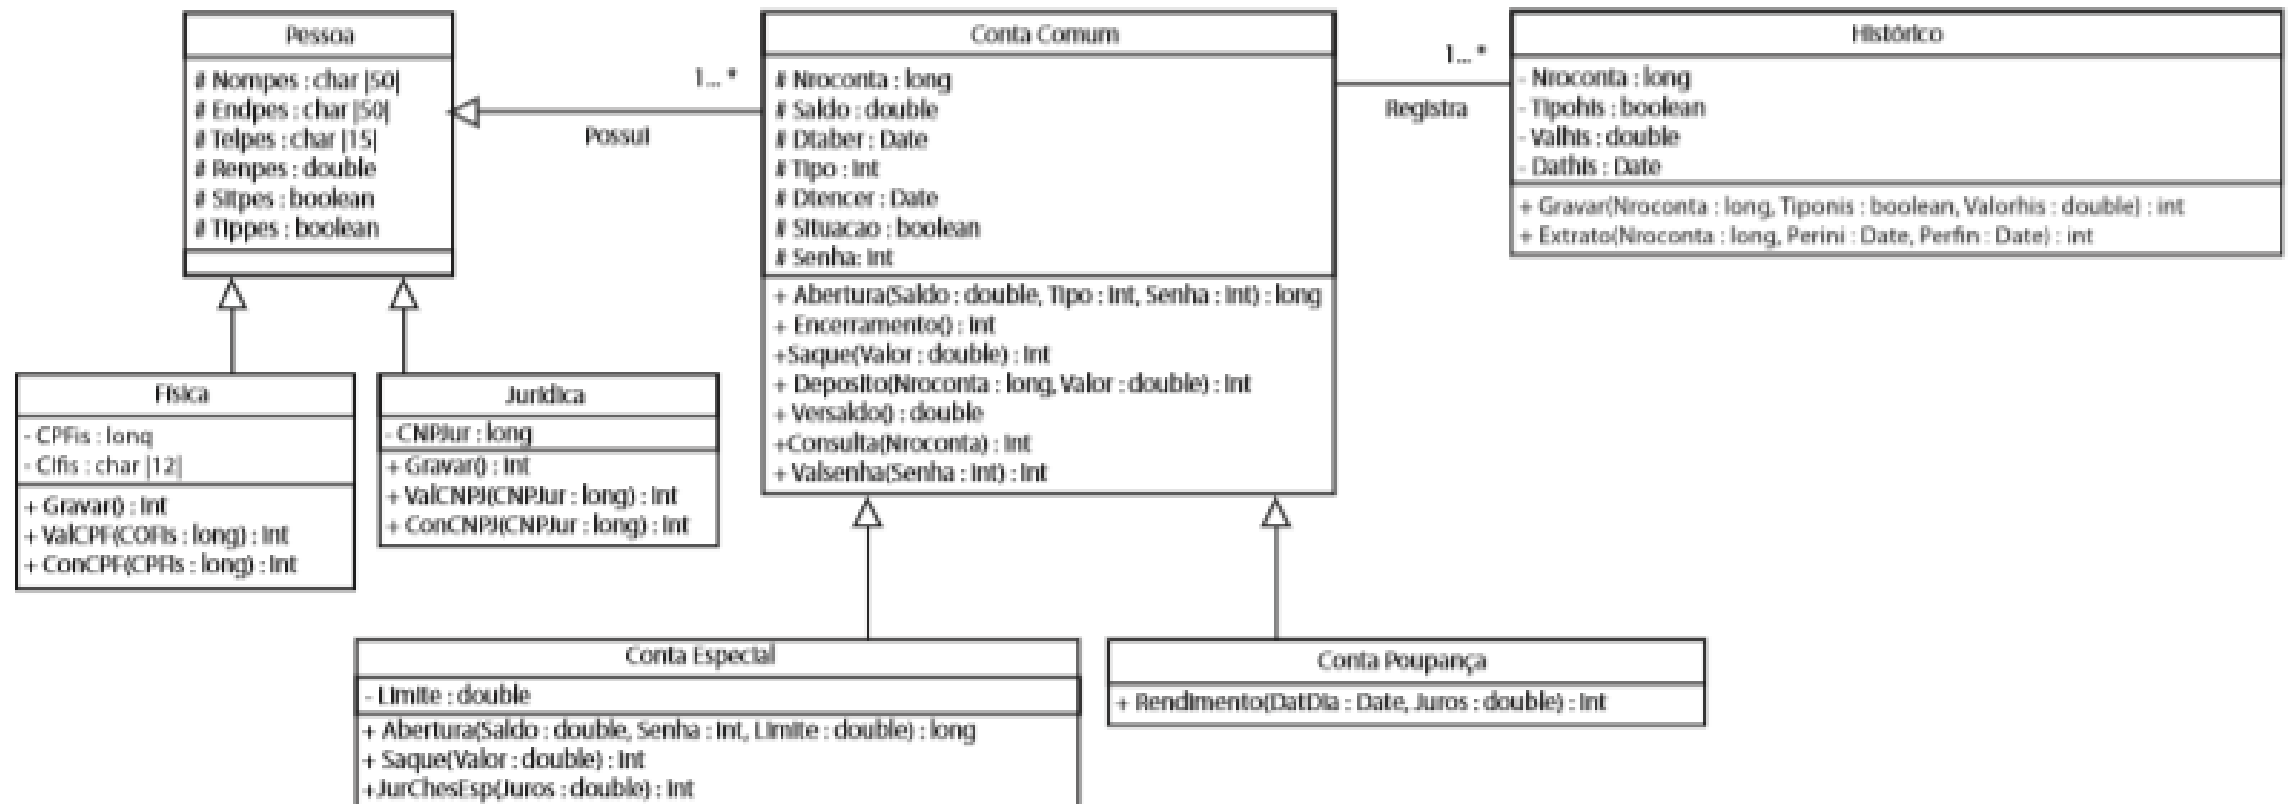 Pessoa
# Nompes : char |50|
# Endpes : char |50|
# Telpes : char |15|
# Renpes : double
# Sitpes : boolean
# Tippes : boolean
1... *
Possui
Conta Comum
# Nroconta : long
# Saldo : double
# Dtaber : Date
# Tipo : int
# Dtencer : Date
# Situacao : boolean
# Senha: int
+ Abertura(Saldo : double, Tipo : int, Senha : int) : long
+ Encerramento() : int
+Saque(Valor : double) : int
+ Deposito(Nroconta : long, Valor : double) : int
+ Versaldo() : double
+Consulta(Nroconta) : int
+ Valsenha(Senha : int) : int
1... *
Registra
Histórico
- Nroconta : long
- Tipohis : boolean
- Valhis : double
- Dathis : Date
+ Gravar(Nroconta : long, Tiponis : boolean, Valorhis : double) : int
+ Extrato(Nroconta : long, Perini : Date, Perfin : Date) : int
Física
- CPFis : long
- CIfis : char |12|
+ Gravar() : int
+ ValCPF(COFis : long) : int
+ ConCPF(CPFis : long) : int
Jurídica
- CNPJur : long
+ Gravar() : int
+ ValCNPJ(CNPJur : long) : int
+ ConCNPJ(CNPJur : long) : int
Conta Especial
- Limite : double
+ Abertura(Saldo : double, Senha : int, Limite : double) : long
+ Saque(Valor : double) : int
+JurChesEsp(Juros : double) : int
Conta Poupança
+ Rendimento(DatDia : Date, Juros : double) : int